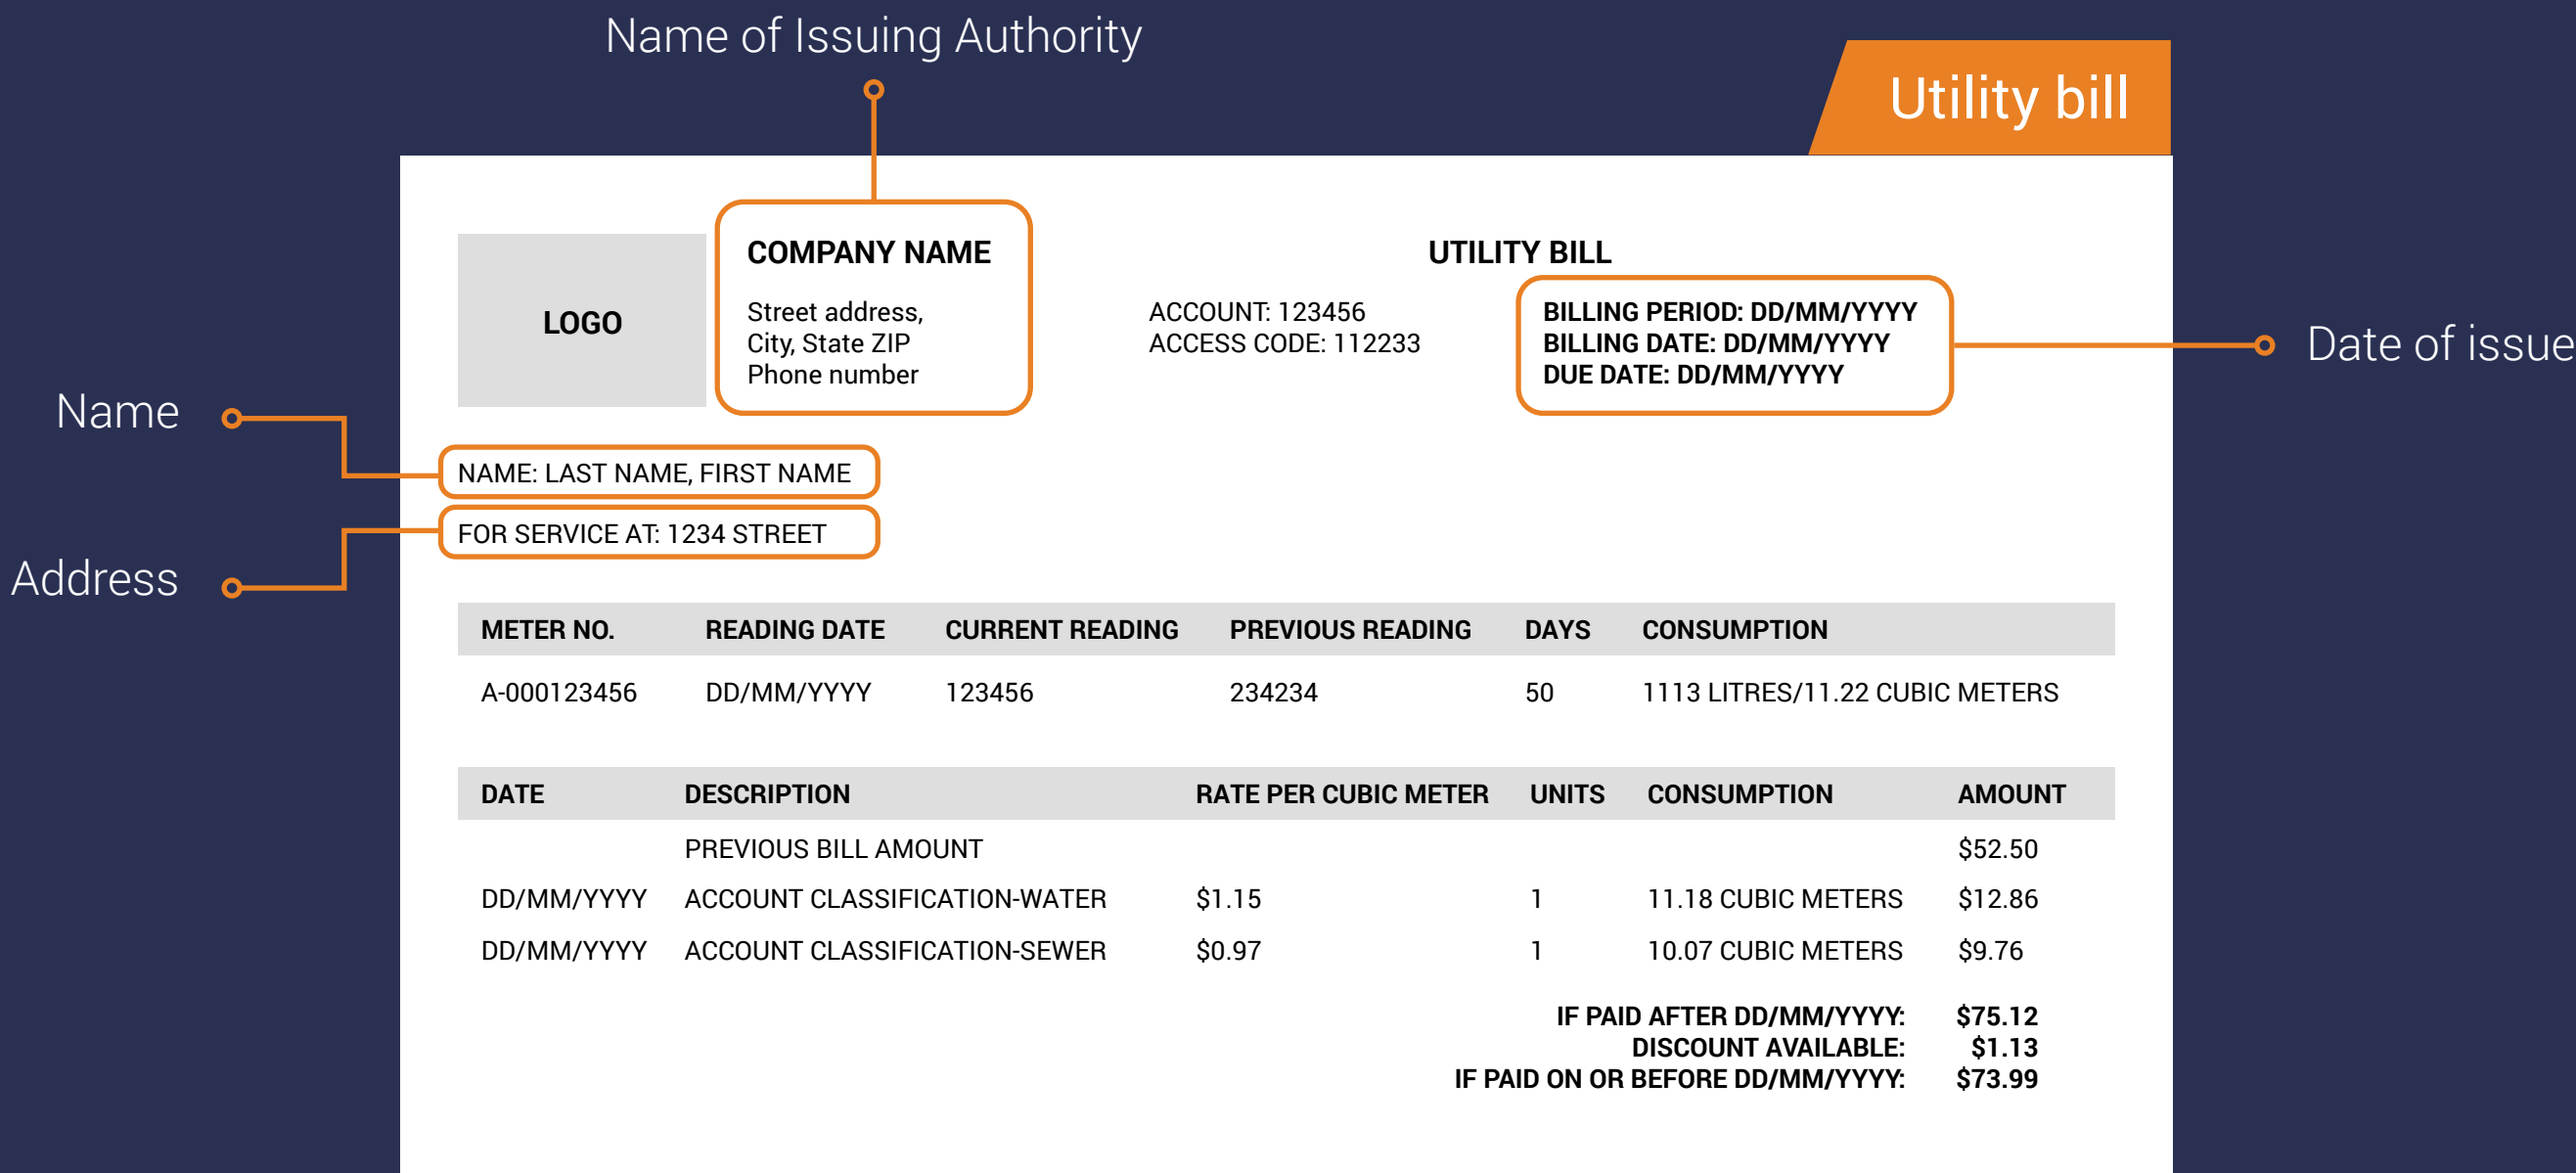 Name of Issuing Authority
Utility bill
LOGO
COMPANY NAME
Street address,
City, State ZIP
Phone number
UTILITY BILL
ACCOUNT: 123456
ACCESS CODE: 112233
BILLING PERIOD: DD/MM/YYYY
BILLING DATE: DD/MM/YYYY
DUE DATE: DD/MM/YYYY
Date of issue
Name
NAME: LAST NAME, FIRST NAME
Address
FOR SERVICE AT: 1234 STREET
METER NO. READING DATE CURRENT READING PREVIOUS READING DAYS CONSUMPTION
A-000123456 DD/MM/YYYY 123456 234234 50 1113 LITRES/11.22 CUBIC METERS
DATE DESCRIPTION RATE PER CUBIC METER UNITS CONSUMPTION AMOUNT
PREVIOUS BILL AMOUNT $52.50
DD/MM/YYYY ACCOUNT CLASSIFICATION-WATER $1.15 1 11.18 CUBIC METERS $12.86
DD/MM/YYYY ACCOUNT CLASSIFICATION-SEWER $0.97 1 10.07 CUBIC METERS $9.76
IF PAID AFTER DD/MM/YYYY: $75.12
DISCOUNT AVAILABLE: $1.13
IF PAID ON OR BEFORE DD/MM/YYYY: $73.99